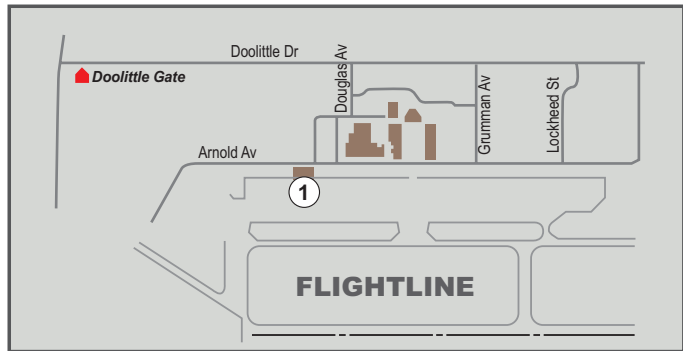 Doolittle Dr
Doolittle Gate
Douglas Av
Grumman Av
Lockheed St
Arnold Av
1
FLIGHTLINE